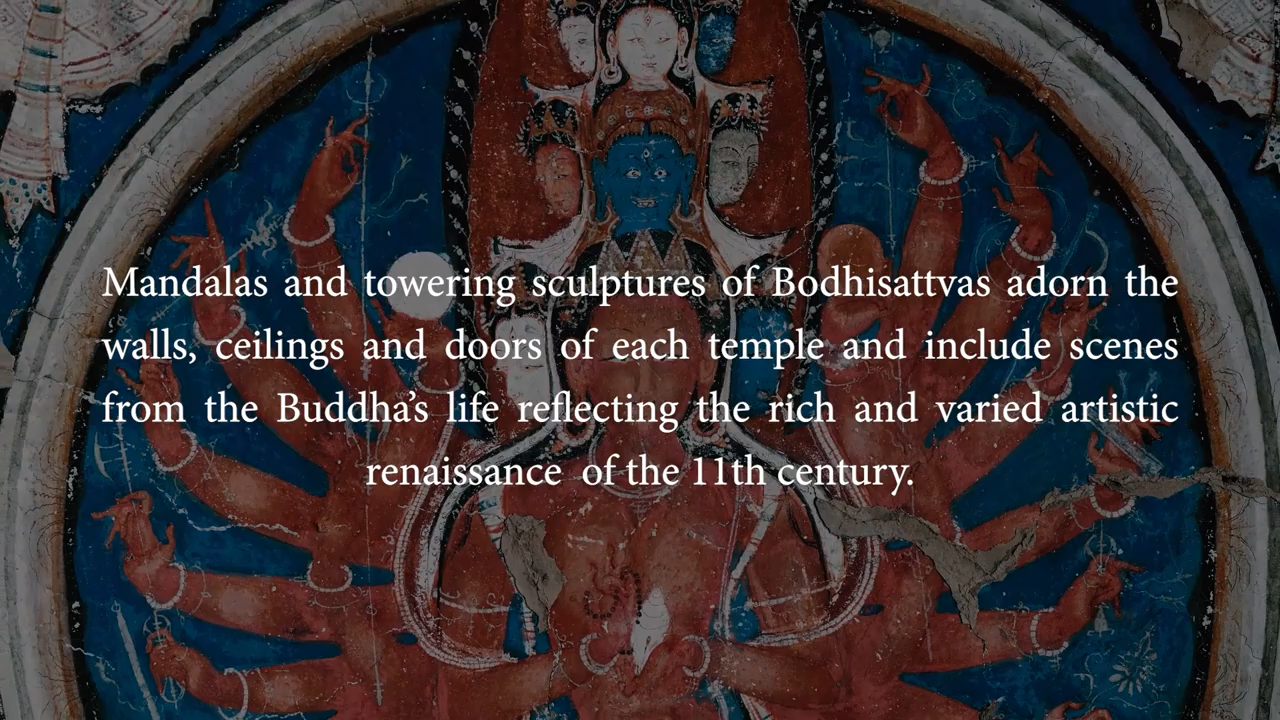 Mandalas and towering sculptures of Bodhisattvas adorn the
walls, ceilings and doors of each temple and include scenes
from the Buddha’s life reflecting the rich and varied artistic
renaissance of the 11th century.